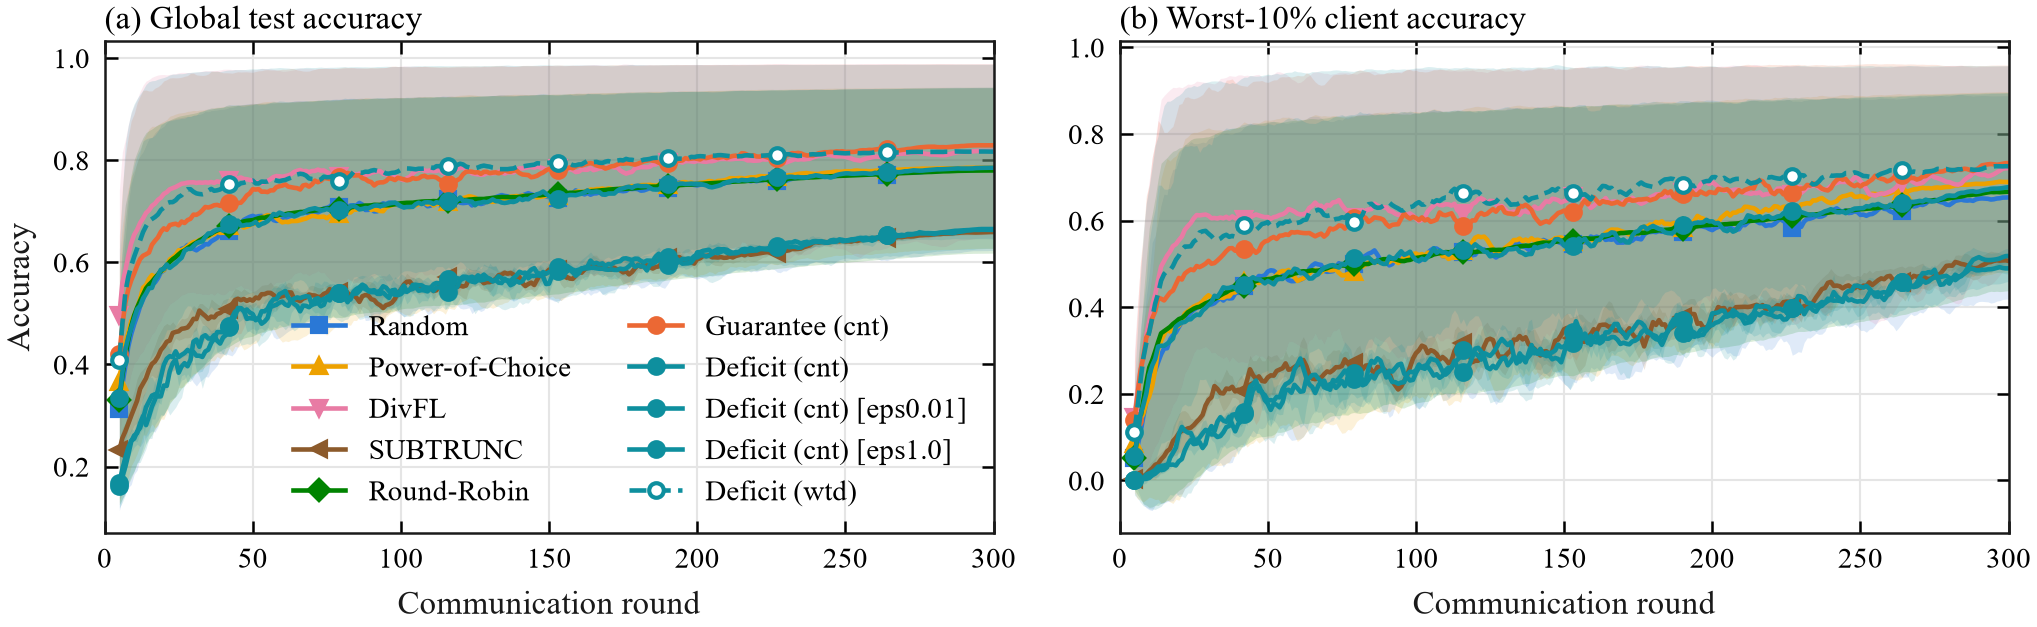 (a) Global test accuracy
1.0
0.8
0.6
0.4
0.2
Accuracy
0
50
100
150
200
250
300
Communication round
Random
Power-of-Choice
DivFL
SUBTRUNC
Round-Robin
Guarantee (cnt)
Deficit (cnt)
Deficit (cnt) [eps0.01]
Deficit (cnt) [eps1.0]
Deficit (wtd)
(b) Worst-10% client accuracy
1.0
0.8
0.6
0.4
0.2
0.0
0
50
100
150
200
250
300
Communication round